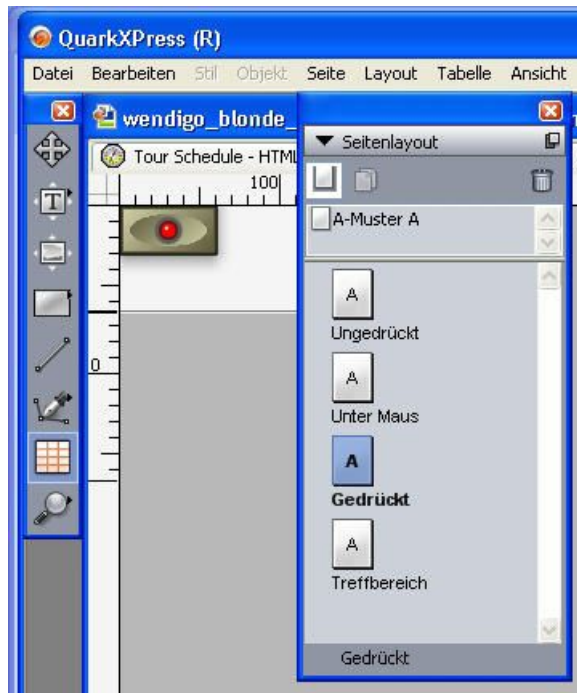 QuarkXPress (R)
Datei Bearbeiten Stil Objekt Seite Layout Tabelle Ansicht
wendigo_blonde_
Tour Schedule - HTML
100
0
T
Seitenlayout
A-Muster A
A
Ungedrückt
A
Unter Maus
A
Gedrückt
A
Treffbereich
Gedrückt